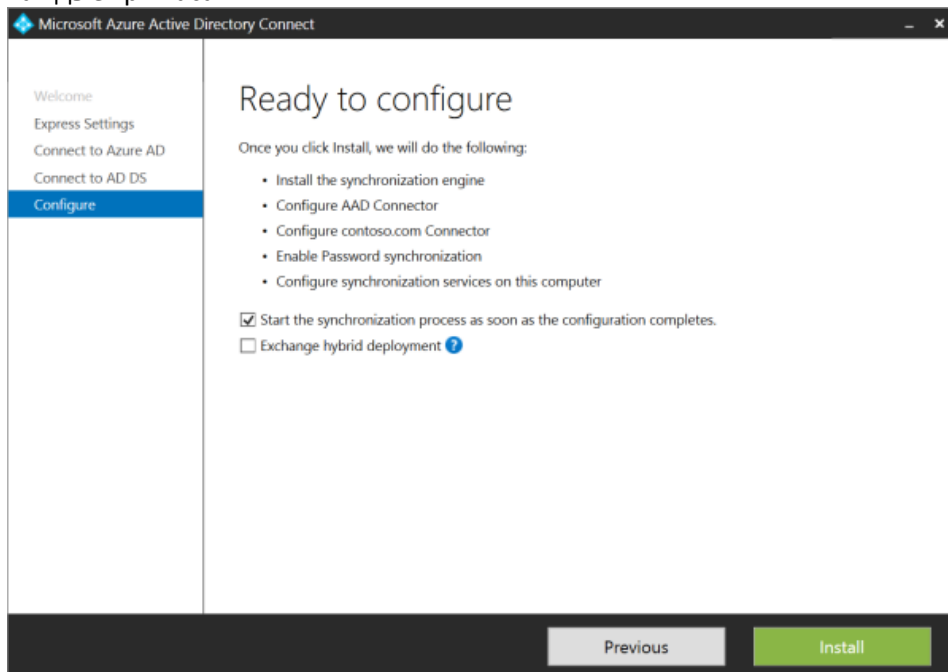 Microsoft Azure Active Directory Connect
Welcome
Express Settings
Connect to Azure AD
Connect to AD DS
Configure
Ready to configure
Once you click Install, we will do the following:
• Install the synchronization engine
• Configure AAD Connector
• Configure contoso.com Connector
• Enable Password synchronization
• Configure synchronization services on this computer
Start the synchronization process as soon as the configuration completes.
Exchange hybrid deployment ?
Previous
Install